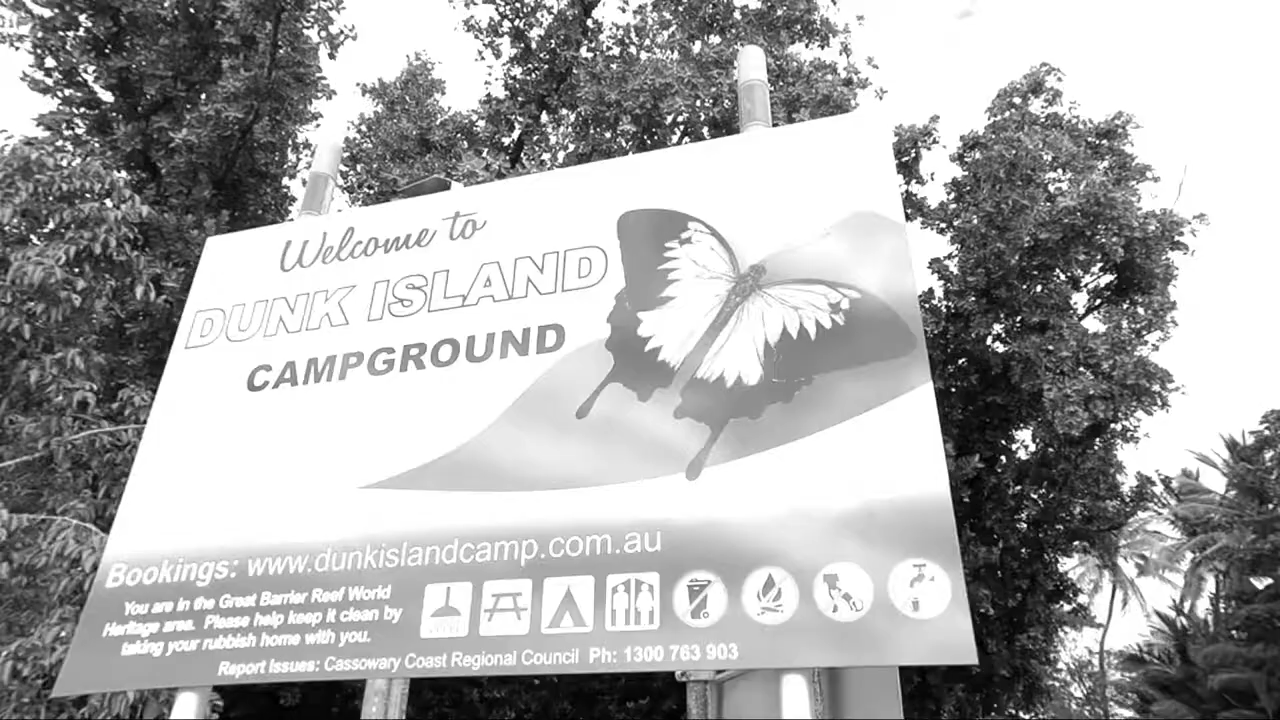 Welcome to
DUNK ISLAND
CAMPGROUND
Bookings: www.dunkislandcamp.com.au
You are in the Great Barrier Reef World
Heritage area. Please help keep it clean by
taking your rubbish home with you.
Report Issues: Cassowary Coast Regional Council Ph: 1300 763 903